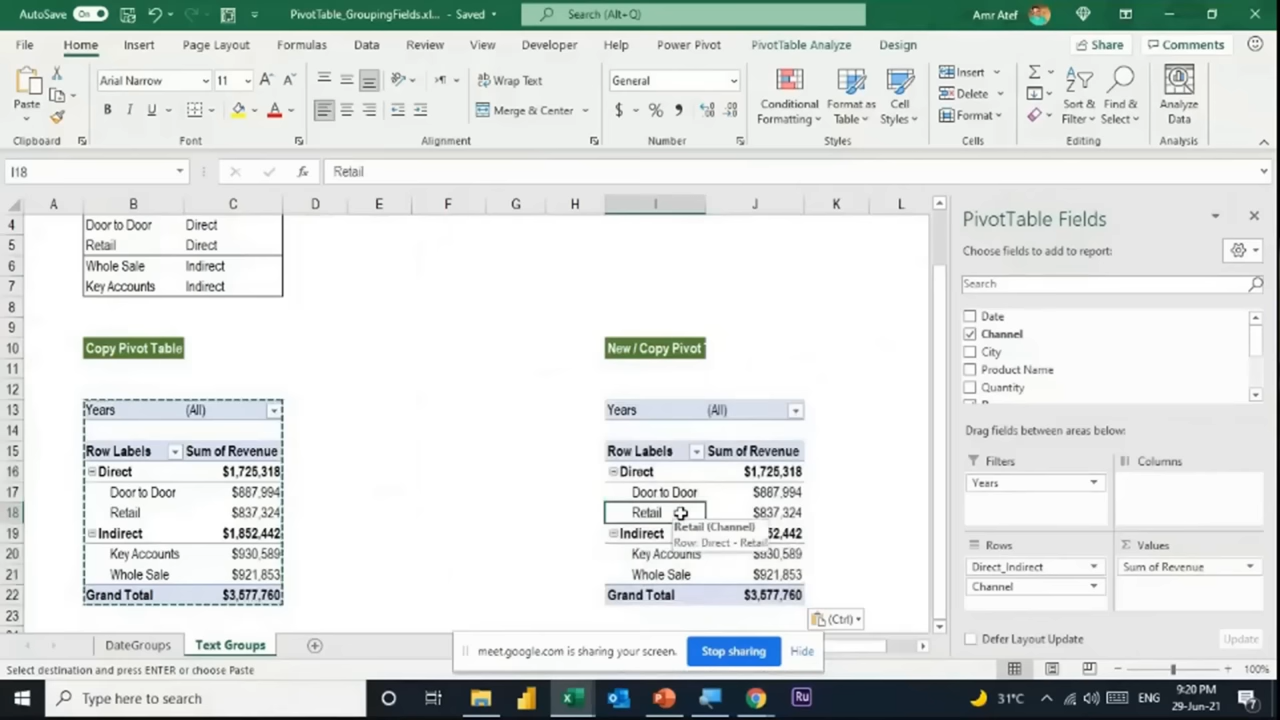 AutoSave On PivotTable_GroupingFields.xl... - Saved Search (Alt+Q) Amr Atef
File Home Insert Page Layout Formulas Data Review View Developer Help Power Pivot PivotTable Analyze Design Share Comments
Arial Narrow 11 Wrap Text General Insert
Paste B I U Merge & Center $ % Conditional Formatting Format as Table Cell Styles Delete Format Sort & Filter Find & Select Analyze Data
Clipboard Font Alignment Number Styles Cells Editing Analysis
I18 fx Retail
A B C D E F G H I J K L
4 Door to Door Direct
5 Retail Direct
6 Whole Sale Indirect
7 Key Accounts Indirect
8
9
10 Copy Pivot Table New / Copy Pivot
11
12
13 Years (All) Years (All)
14
15 Row Labels Sum of Revenue Row Labels Sum of Revenue
16 Direct $1,725,318 Direct $1,725,318
17 Door to Door $887,994 Door to Door $887,994
18 Retail $837,324 Retail $837,324
Retail (Channel)
19 Indirect $1,852,442 Indirect 52,442
Row: Direct - Retail
20 Key Accounts $930,589 Key Accounts $930,589
21 Whole Sale $921,853 Whole Sale $921,853
22 Grand Total $3,577,760 Grand Total $3,577,760
23
(Ctrl)
PivotTable Fields
Choose fields to add to report:
Search
Date
Channel
City
Product Name
Quantity
Drag fields between areas below:
Filters Columns
Years
Rows Values
Direct_Indirect Sum of Revenue
Channel
Defer Layout Update Update
DateGroups Text Groups
meet.google.com is sharing your screen. Stop sharing Hide
Select destination and press ENTER or choose Paste 100%
Type here to search 31°C ENG 9:20 PM
29-Jun-21 7